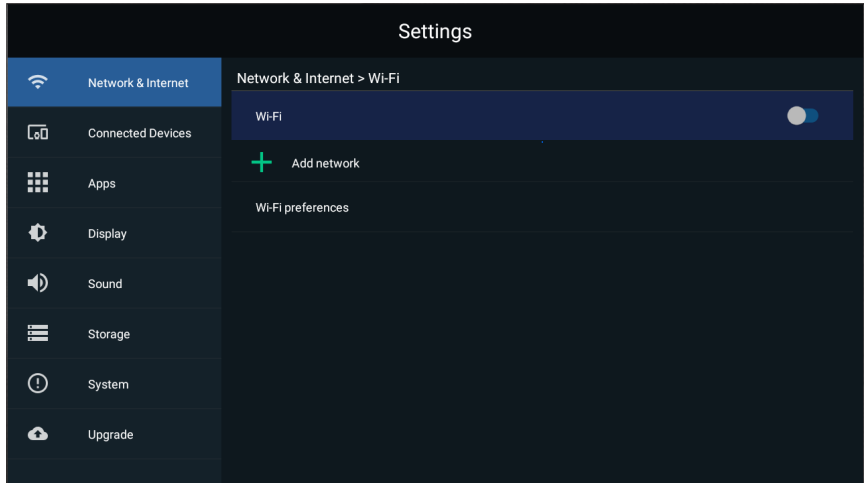 Settings
Network & Internet
Connected Devices
Apps
Display
Sound
Storage
System
Upgrade
Network & Internet > Wi-Fi
Wi-Fi
Add network
Wi-Fi preferences